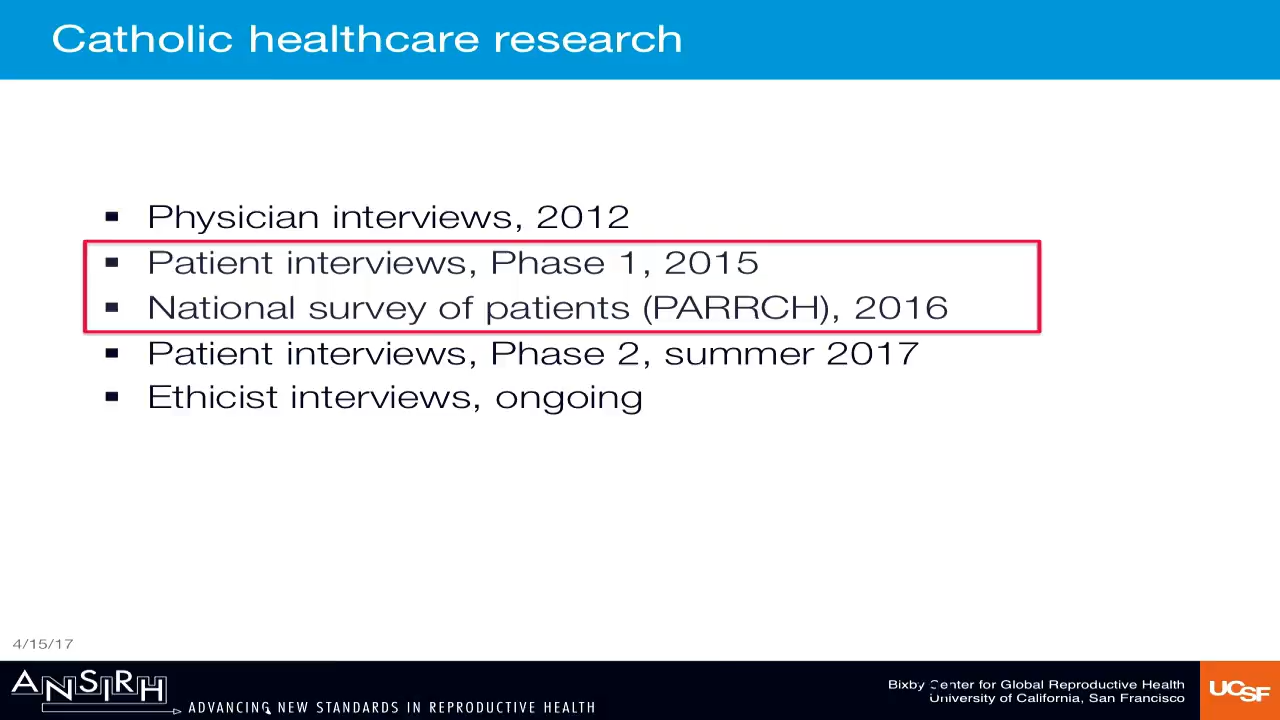 Catholic healthcare research
▪ Physician interviews, 2012
▪ Patient interviews, Phase 1, 2015
▪ National survey of patients (PARRCH), 2016
▪ Patient interviews, Phase 2, summer 2017
▪ Ethicist interviews, ongoing
4/15/17
ANSIRH
ADVANCING NEW STANDARDS IN REPRODUCTIVE HEALTH
Bixby Center for Global Reproductive Health
University of California, San Francisco
UCSF